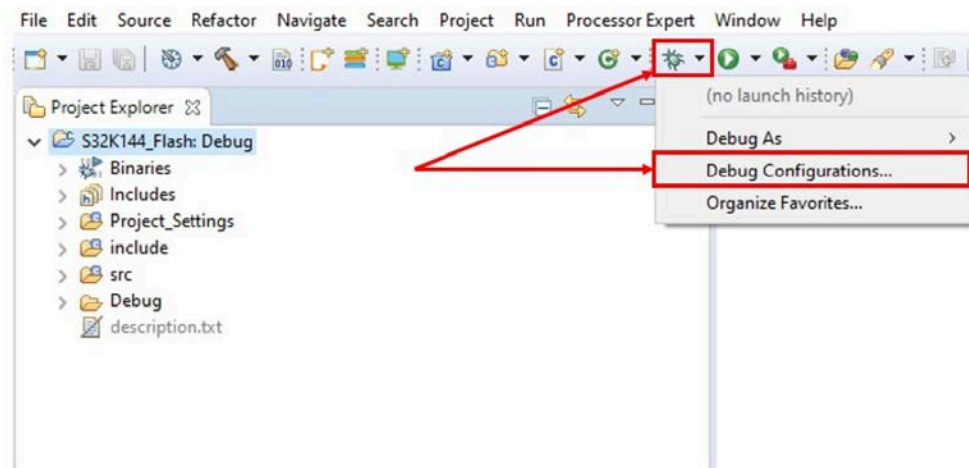 File Edit Source Refactor Navigate Search Project Run Processor Expert Window Help
010
Project Explorer
(no launch history)
S32K144_Flash: Debug
Debug As
Binaries
Debug Configurations...
Includes
Organize Favorites...
Project_Settings
include
src
Debug
description.txt